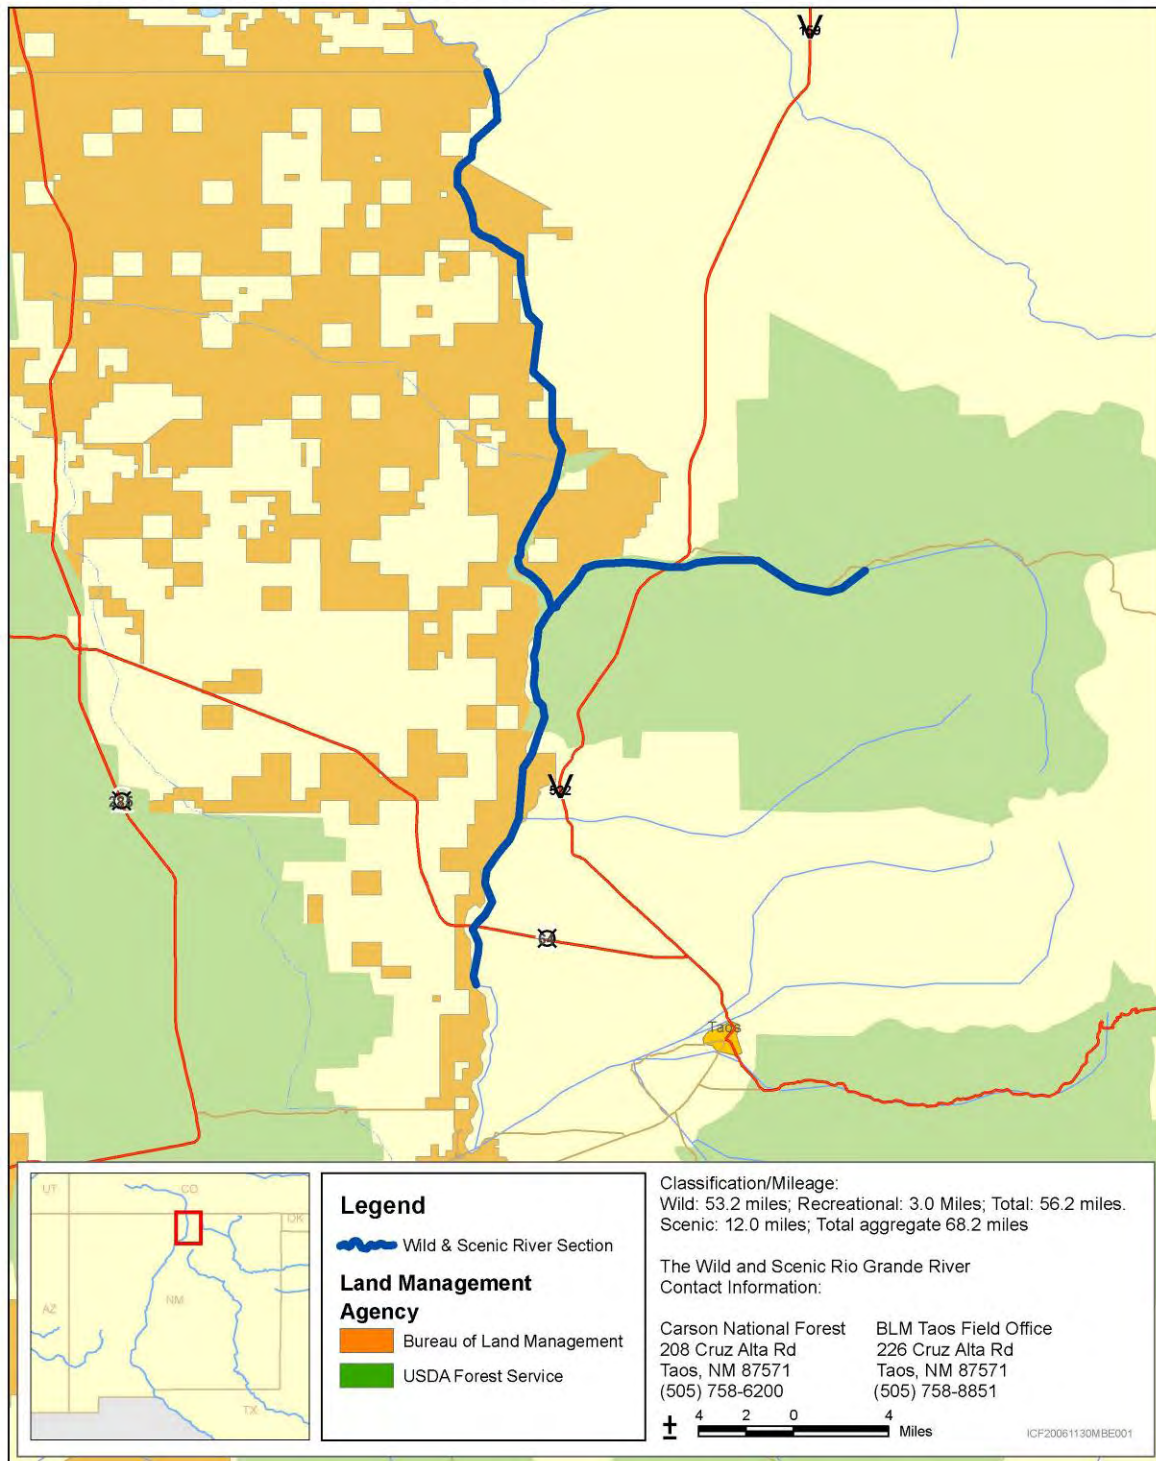 159
522
64
Taos
UT
CO
OK
AZ
NM
TX
Legend
Wild & Scenic River Section
Land Management
Agency
Bureau of Land Management
USDA Forest Service
Classification/Mileage:
Wild: 53.2 miles; Recreational: 3.0 Miles; Total: 56.2 miles.
Scenic: 12.0 miles; Total aggregate 68.2 miles
The Wild and Scenic Rio Grande River
Contact Information:
Carson National Forest
208 Cruz Alta Rd
Taos, NM 87571
(505) 758-6200
BLM Taos Field Office
226 Cruz Alta Rd
Taos, NM 87571
(505) 758-8851
4 2 0 4
Miles
ICF20061130MBE001